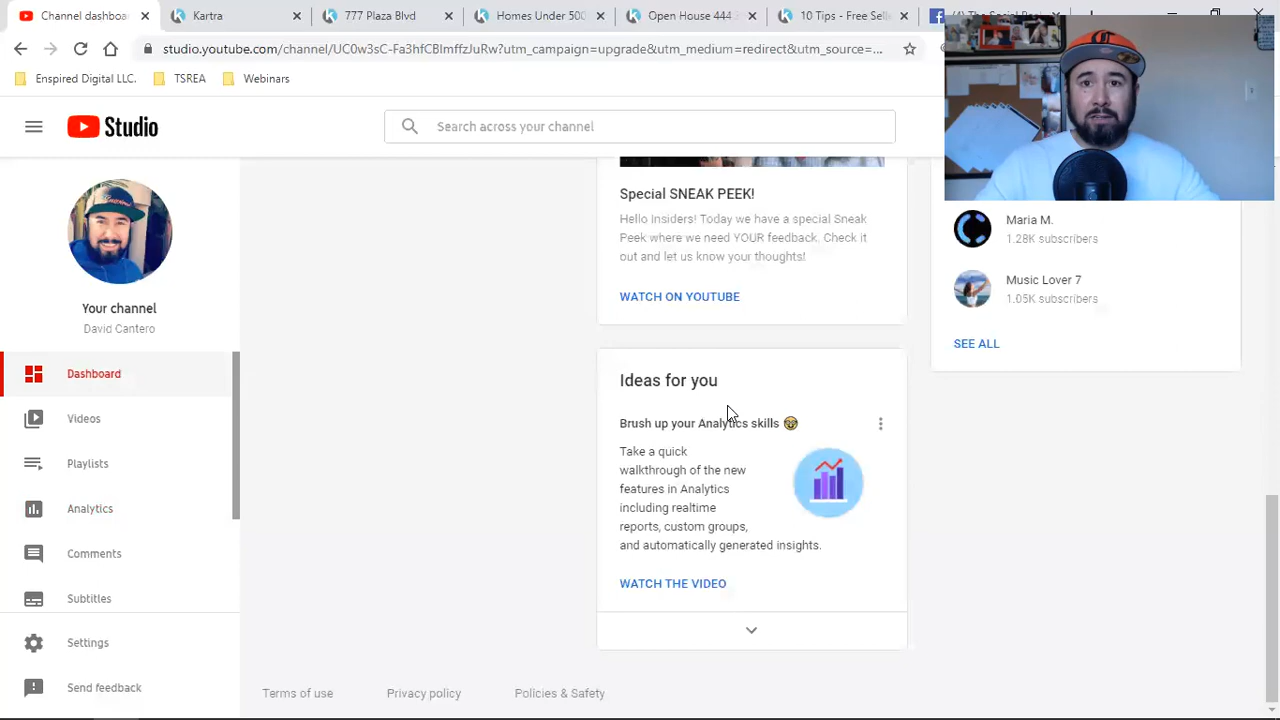 Channel dashboa
Kartra
777 Plaza Blvd
Homes Under 500
Open House 444
10 Tips - Free Se
studio.youtube.com
utm_campaign=upgrade&utm_medium=redirect&utm_source=...
Enspired Digital LLC.
TSREA
Webinars
Studio
Search across your channel
Your channel
David Cantero
Dashboard
Videos
Playlists
Analytics
Comments
Subtitles
Settings
Send feedback
Special SNEAK PEEK!
Hello Insiders! Today we have a special Sneak
Peek where we need YOUR feedback. Check it
out and let us know your thoughts!
WATCH ON YOUTUBE
Ideas for you
Brush up your Analytics skills
Take a quick
walkthrough of the new
features in Analytics
including realtime
reports, custom groups,
and automatically generated insights.
WATCH THE VIDEO
Maria M.
1.28K subscribers
Music Lover 7
1.05K subscribers
SEE ALL
Terms of use
Privacy policy
Policies & Safety